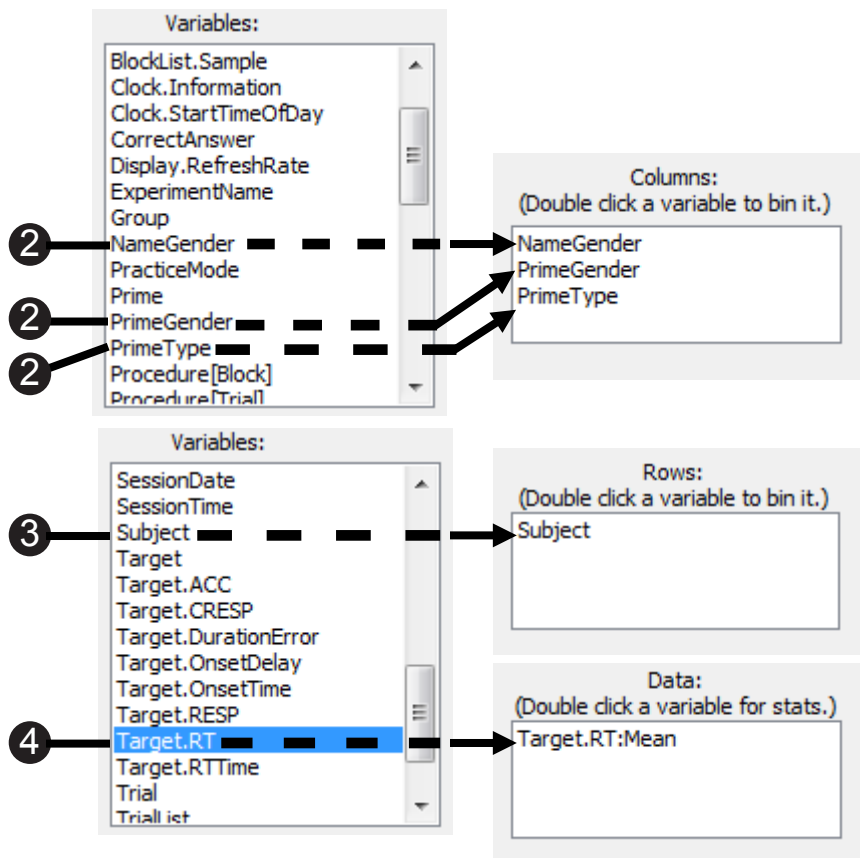 Variables:
BlockList.Sample
Clock.Information
Clock.StartTimeOfDay
CorrectAnswer
Display.RefreshRate
ExperimentName
Group
2 NameGender
PracticeMode
Prime
2 PrimeGender
2 PrimeType
Procedure[Block]
Procedure[Trial]
Columns:
(Double click a variable to bin it.)
NameGender
PrimeGender
PrimeType
Variables:
SessionDate
SessionTime
3 Subject
Target
Target.ACC
Target.CRESP
Target.DurationError
Target.OnsetDelay
Target.OnsetTime
Target.RESP
4 Target.RT
Target.RTTime
Trial
TrialList
Rows:
(Double click a variable to bin it.)
Subject
Data:
(Double click a variable for stats.)
Target.RT:Mean